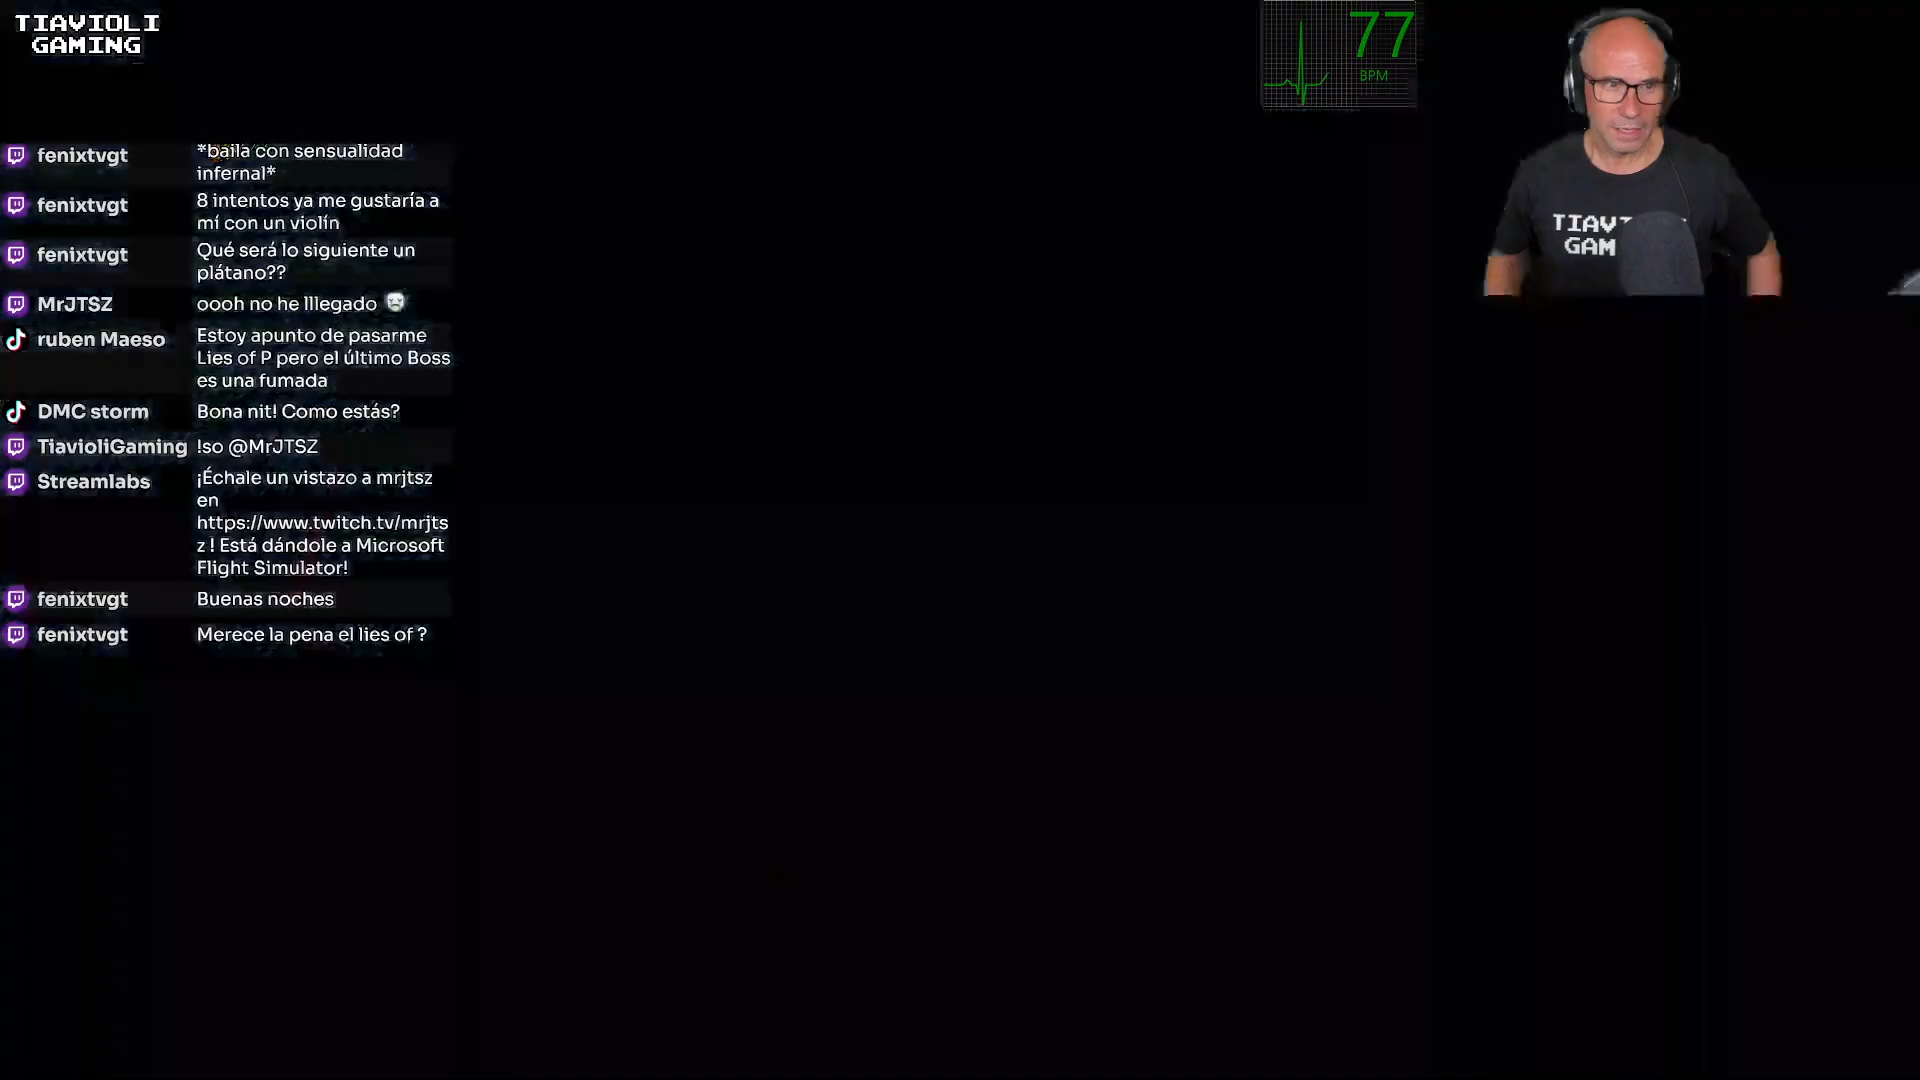 TIAVIOLI
GAMING
77
BPM
TIAV
GAM
fenixtvgt
*baila con sensualidad
infernal*
fenixtvgt
8 intentos ya me gustaría a
mí con un violín
fenixtvgt
Qué será lo siguiente un
plátano??
MrJTSZ
oooh no he lllegado
ruben Maeso
Estoy apunto de pasarme
Lies of P pero el último Boss
es una fumada
DMC storm
Bona nit! Como estás?
TiavioliGaming
!so @MrJTSZ
Streamlabs
¡Échale un vistazo a mrjtsz
en
https://www.twitch.tv/mrjts
z ! Está dándole a Microsoft
Flight Simulator!
fenixtvgt
Buenas noches
fenixtvgt
Merece la pena el lies of ?